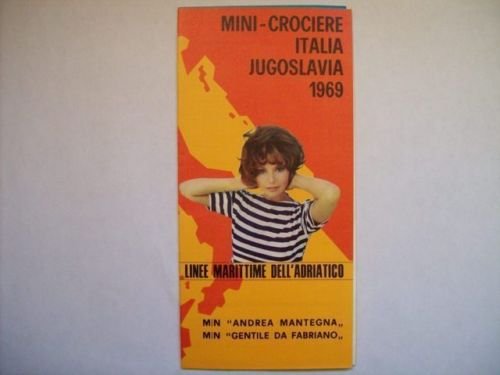 MINI-CROCIERE
ITALIA
JUGOSLAVIA
1969
LINEE MARITTIME DELL'ADRIATICO
M/N "ANDREA MANTEGNA„
M/N "GENTILE DA FABRIANO„